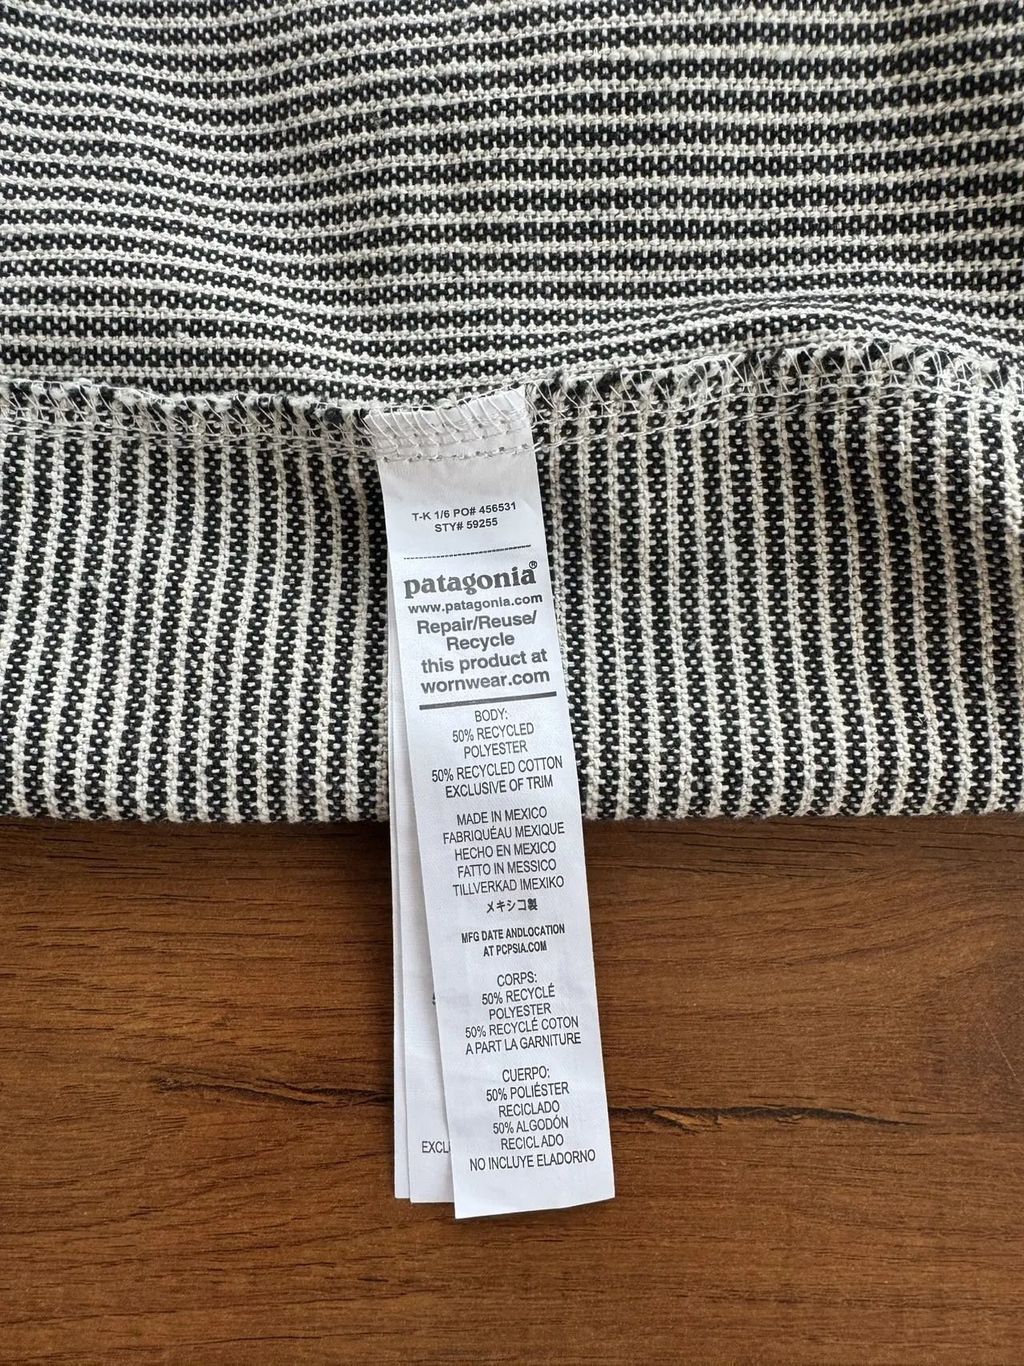 T-K 1/6 PO# 456531
STY# 59255
patagonia®
www.patagonia.com
Repair/Reuse/
Recycle
this product at
wornwear.com
BODY:
50% RECYCLED
POLYESTER
50% RECYCLED COTTON
EXCLUSIVE OF TRIM
MADE IN MEXICO
FABRIQUÉAU MEXIQUE
HECHO EN MEXICO
FATTO IN MESSICO
TILLVERKAD IMEXIKO
メキシコ製
MFG DATE ANDLOCATION
AT PCPSIA.COM
CORPS:
50% RECYCLÉ
POLYESTER
50% RECYCLÉ COTON
A PART LA GARNITURE
CUERPO:
50% POLIÉSTER
RECICLADO
50% ALGODÓN
RECICLADO
NO INCLUYE ELADORNO
EXCL